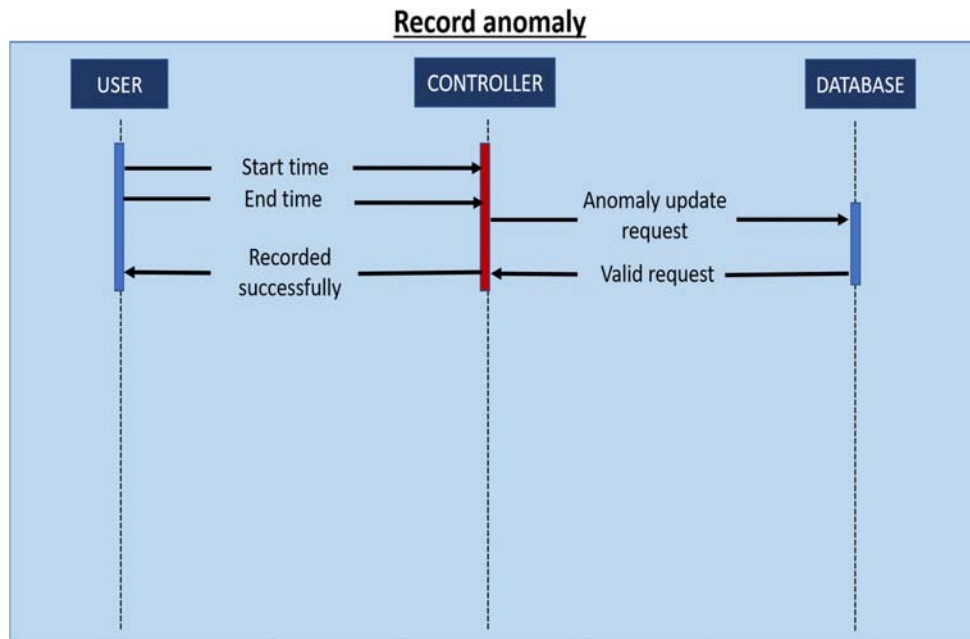 Record anomaly
USER
CONTROLLER
DATABASE
Start time
End time
Anomaly update
request
Recorded
successfully
Valid request